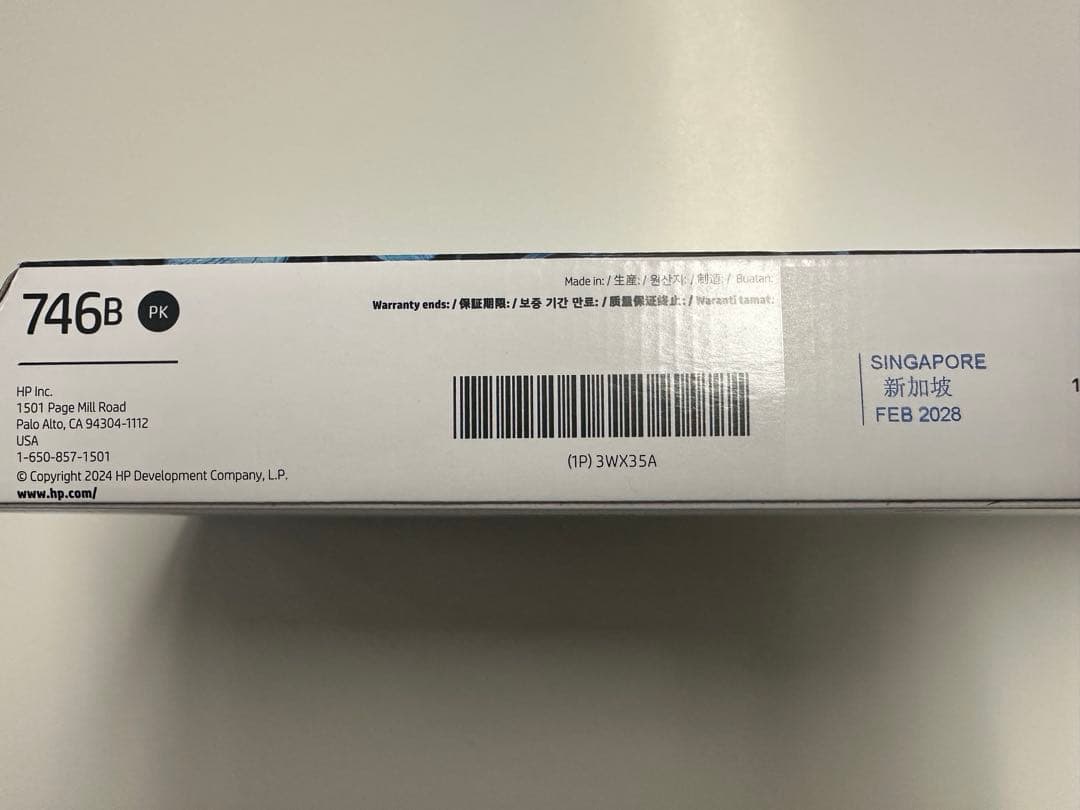 746B PK
HP Inc.
1501 Page Mill Road
Palo Alto, CA 94304-1112
USA
1-650-857-1501
© Copyright 2024 HP Development Company, L.P.
www.hp.com/
Made in: / 生産: / 원산지: / 制造: / Buatan:
Warranty ends: / 保証期限: / 보증 기간 만료: / 质量保证终止: / Waranti tamat:
(1P) 3WX35A
SINGAPORE
新加坡
FEB 2028
1